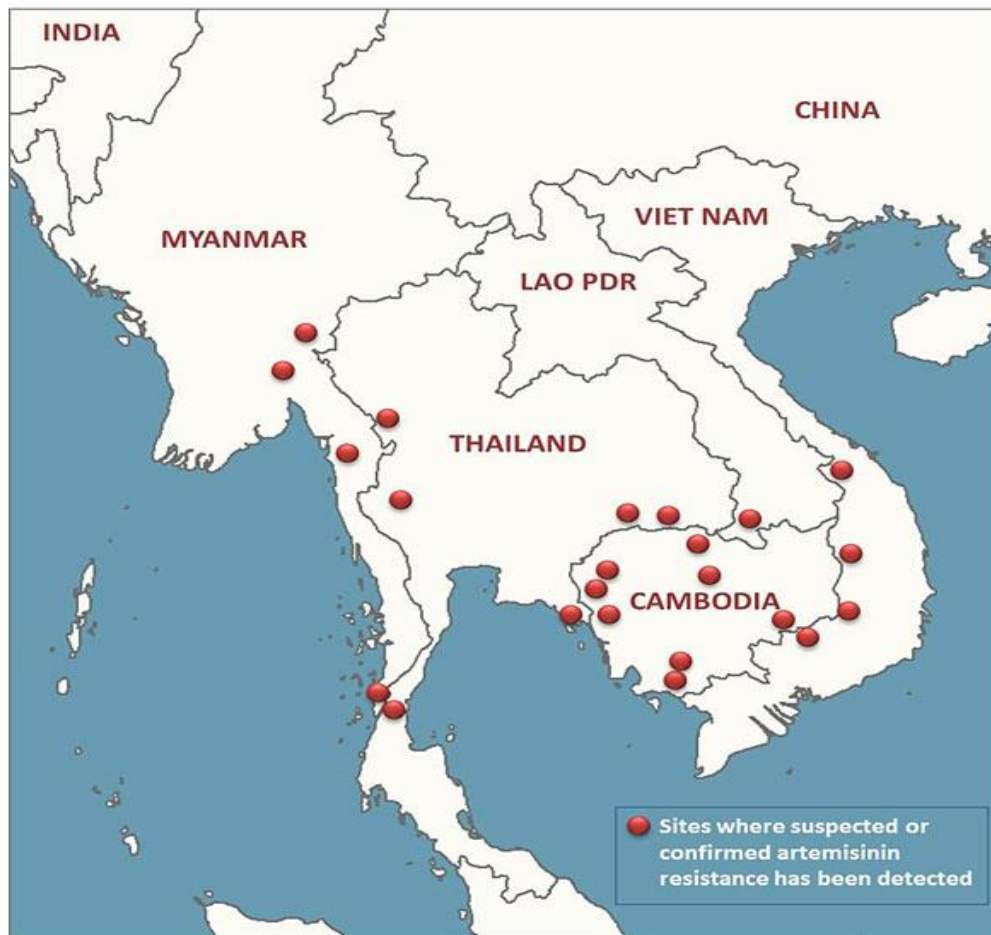 INDIA
CHINA
VIET NAM
MYANMAR
LAO PDR
THAILAND
CAMBODIA
Sites where suspected or
confirmed artemisinin
resistance has been detected